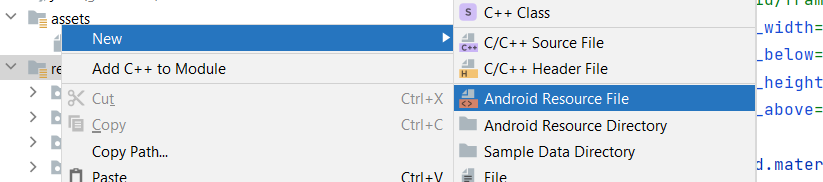 assets
New
re
Add C++ to Module
Cut Ctrl+X
Copy Ctrl+C
Copy Path...
Paste Ctrl+V
C++ Class
C/C++ Source File
C/C++ Header File
Android Resource File
Android Resource Directory
Sample Data Directory
File
_width=
_below=
_height
_above=
d.mater